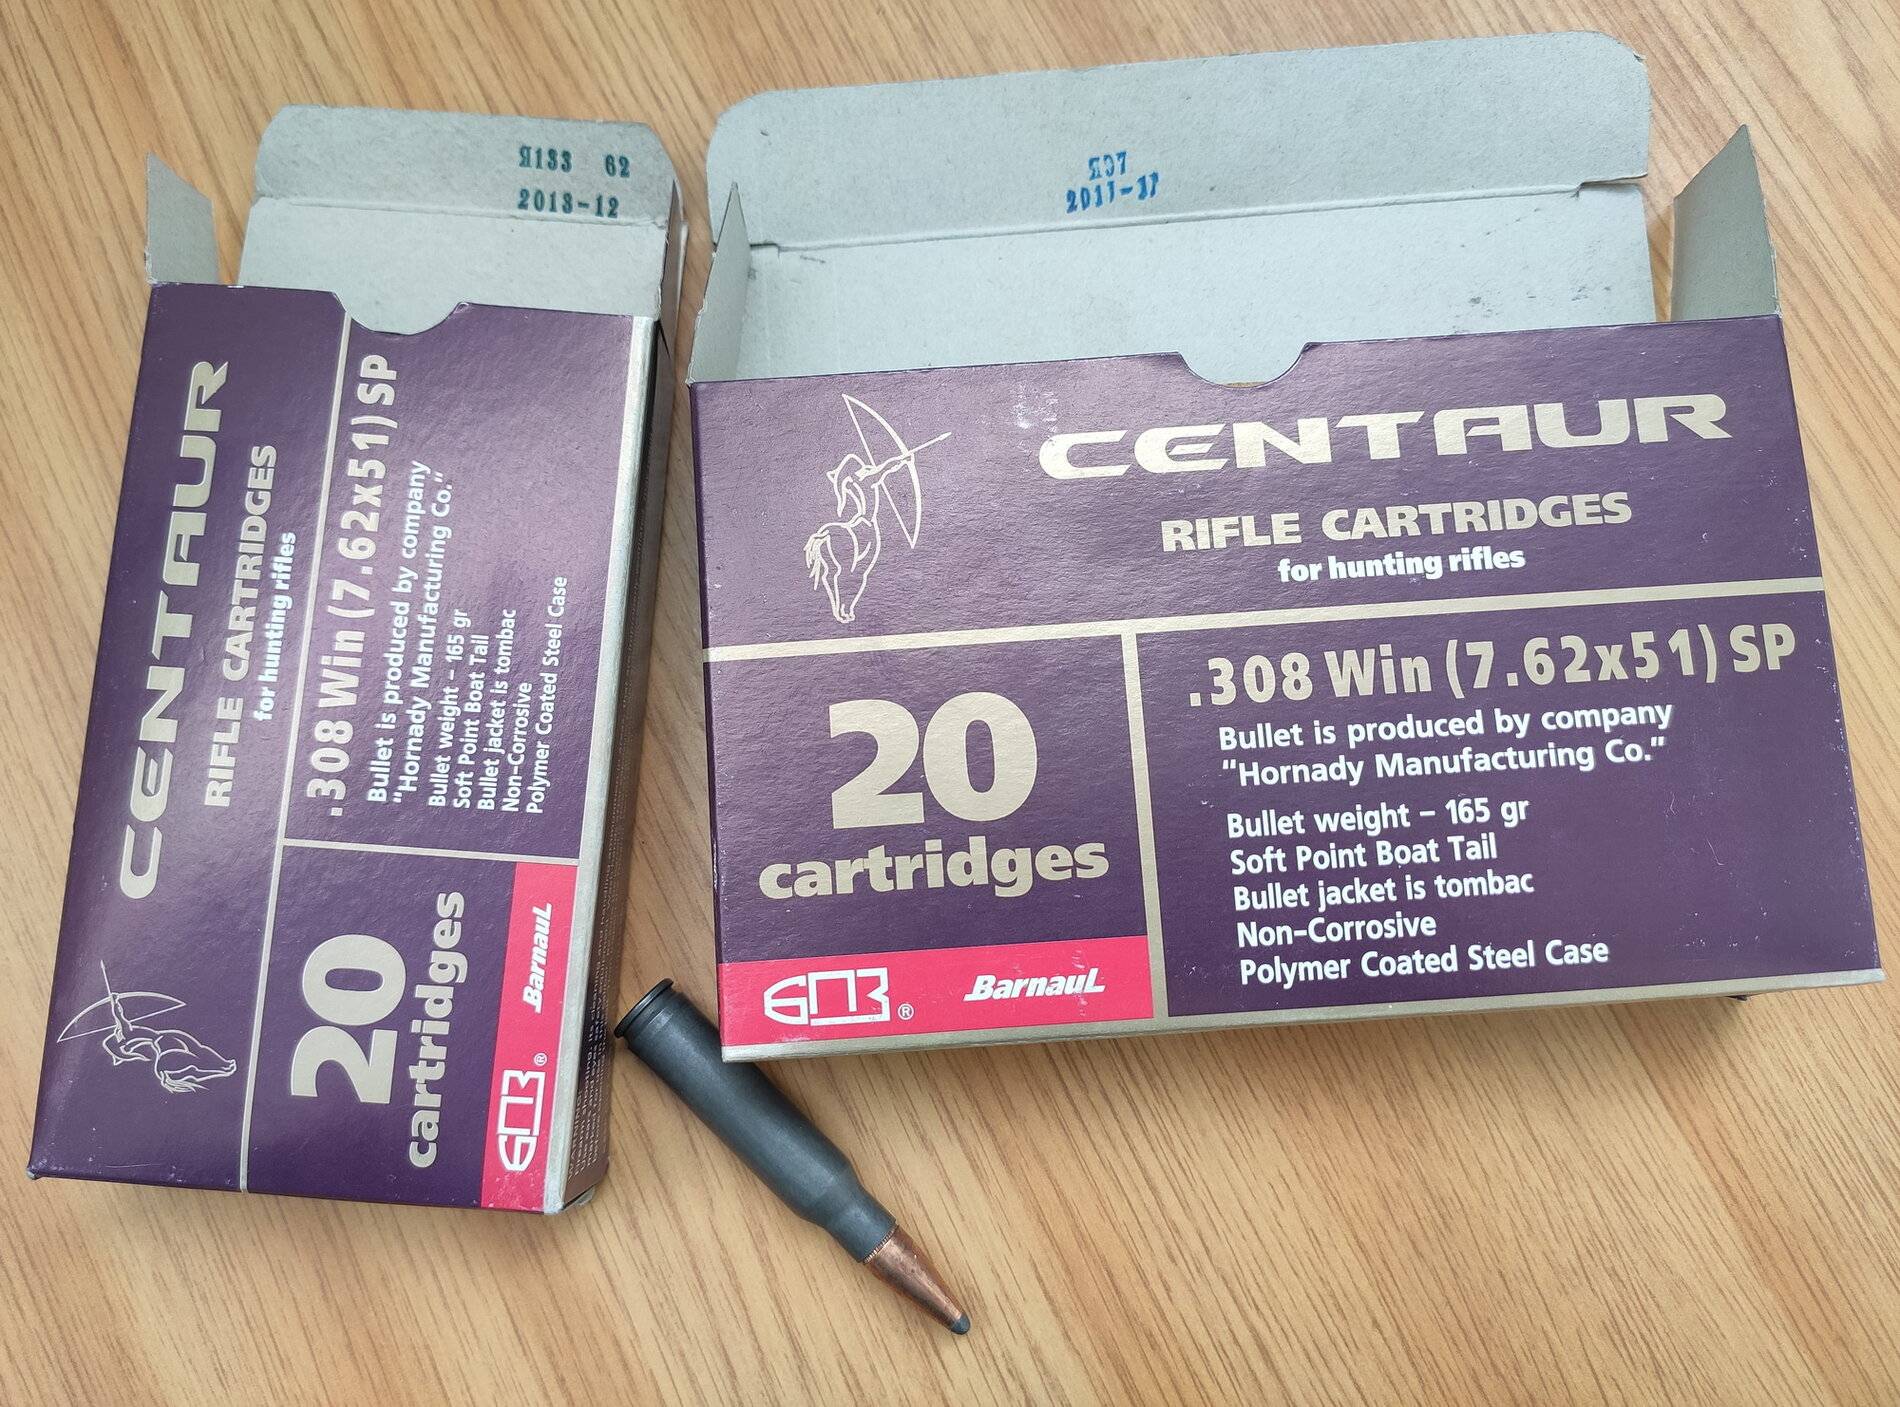 Я133 62
2013-12
CENTAUR
RIFLE CARTRIDGES
for hunting rifles
.308 Win (7.62x51) SP
Bullet is produced by company
"Hornady Manufacturing Co."
Bullet weight – 165 gr
Soft Point Boat Tail
Bullet jacket is tombac
Non-Corrosive
Polymer Coated Steel Case
20
cartridges
БПЗ ® Barnaul
Я97
2017-17
CENTAUR
RIFLE CARTRIDGES
for hunting rifles
20
cartridges
БПЗ ® Barnaul
.308 Win (7.62x51) SP
Bullet is produced by company
"Hornady Manufacturing Co."
Bullet weight – 165 gr
Soft Point Boat Tail
Bullet jacket is tombac
Non-Corrosive
Polymer Coated Steel Case